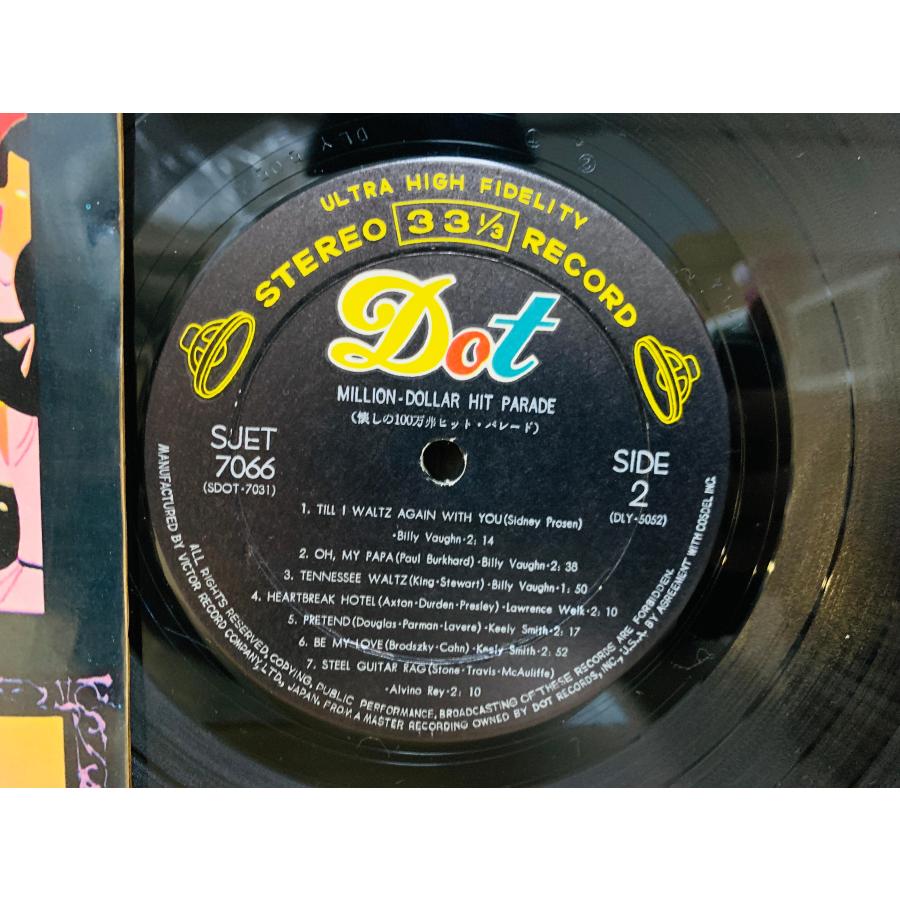 DLY 505
ULTRA HIGH FIDELITY
STEREO 33 1/3 RECORD
Dot
MILLION-DOLLAR HIT PARADE
(懐しの100万弗ヒット・パレード)
SJET
7066
(SDOT-7031)
SIDE
2
(DLY-5052)
1. TILL I WALTZ AGAIN WITH YOU(Sidney Prosen)
・Billy Vaughn・2: 14
2. OH, MY PAPA(Paul Burkhard)・Billy Vaughn・2: 38
3. TENNESSEE WALTZ(King・Stewart)・Billy Vaughn・1: 50
4. HEARTBREAK HOTEL(Axton・Durden・Presley)・Lawrence Welk・2: 10
5. PRETEND(Douglas・Parman・Lavere)・Keely Smith・2: 17
6. BE MY LOVE(Brodszky・Cahn)・Keely Smith・2: 52
7. STEEL GUITAR RAG(Stone・Travis・McAuliffe)
・Alvino Rey・2: 10
ALL RIGHTS RESERVED, COPYING, PUBLIC PERFORMANCE, BROADCASTING OF THESE RECORDS ARE FORBIDDEN.
MANUFACTURED BY VICTOR RECORD COMPANY, LTD., JAPAN, FROM A MASTER RECORDING OWNED BY DOT RECORDS, INC., U.S.A. BY AGREEMENT WITH COSDEL INC.